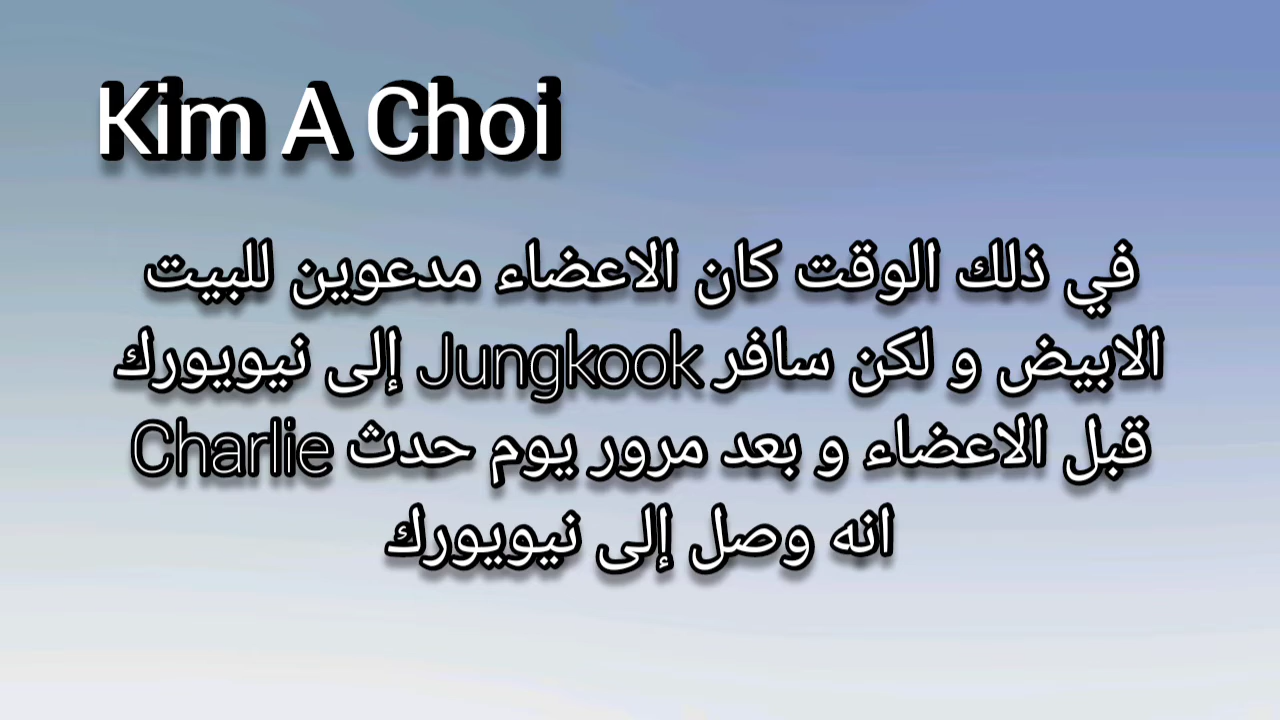 Kim A Choi
في ذلك الوقت كان الاعضاء مدعوين للبيت
الابيض و لكن سافر Jungkook إلى نيويورك
قبل الاعضاء و بعد مرور يوم حدث Charlie
انه وصل إلى نيويورك